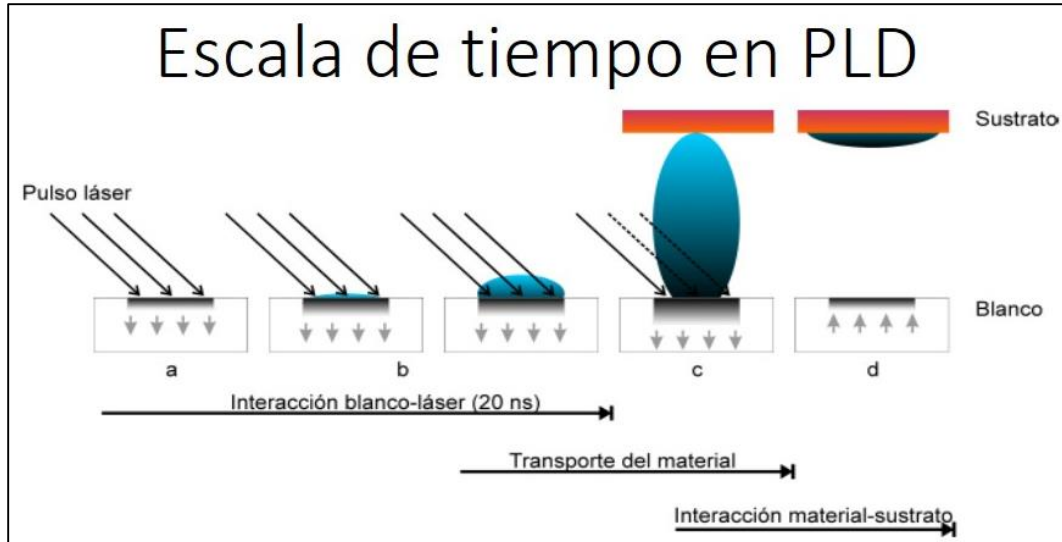 Escala de tiempo en PLD
Sustrato
Pulso láser
Blanco
a b c d
Interacción blanco-láser (20 ns)
Transporte del material
Interacción material-sustrato